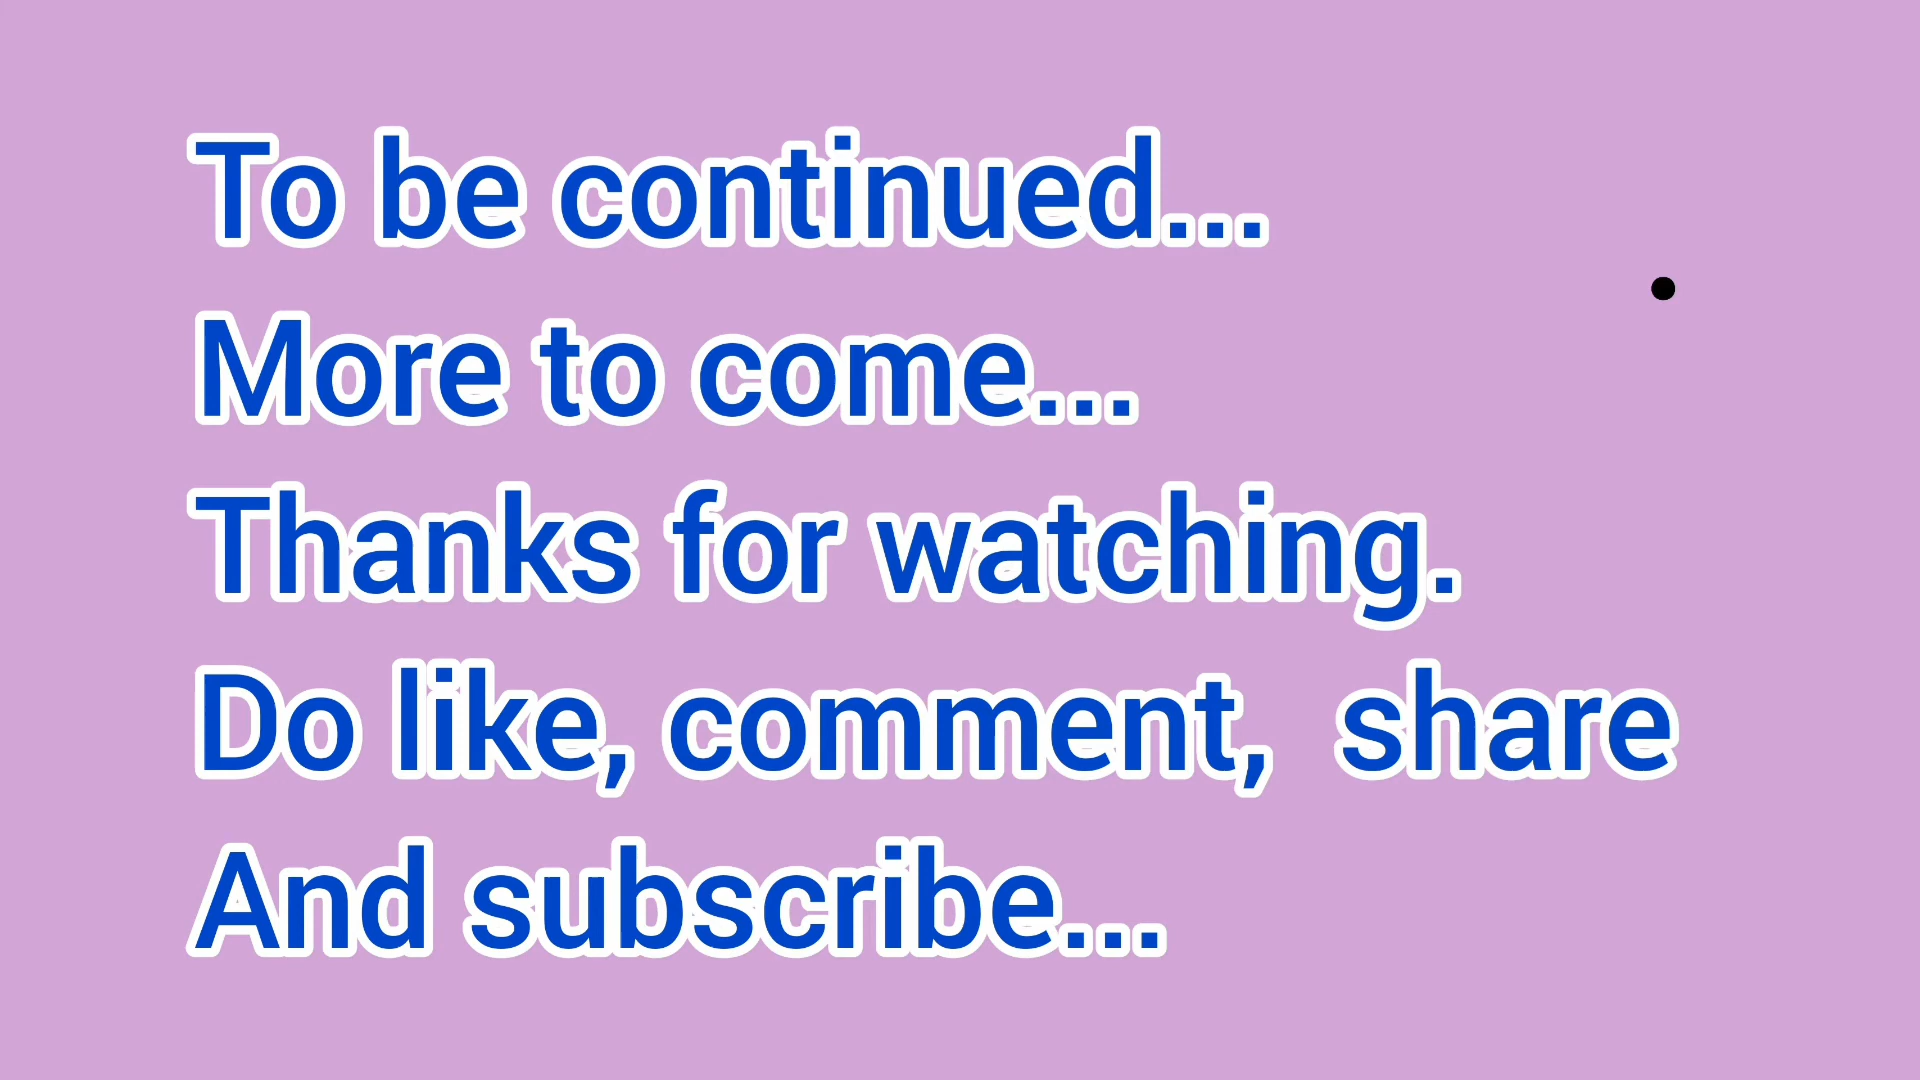 To be continued...
More to come...
Thanks for watching.
Do like, comment,  share
And subscribe...